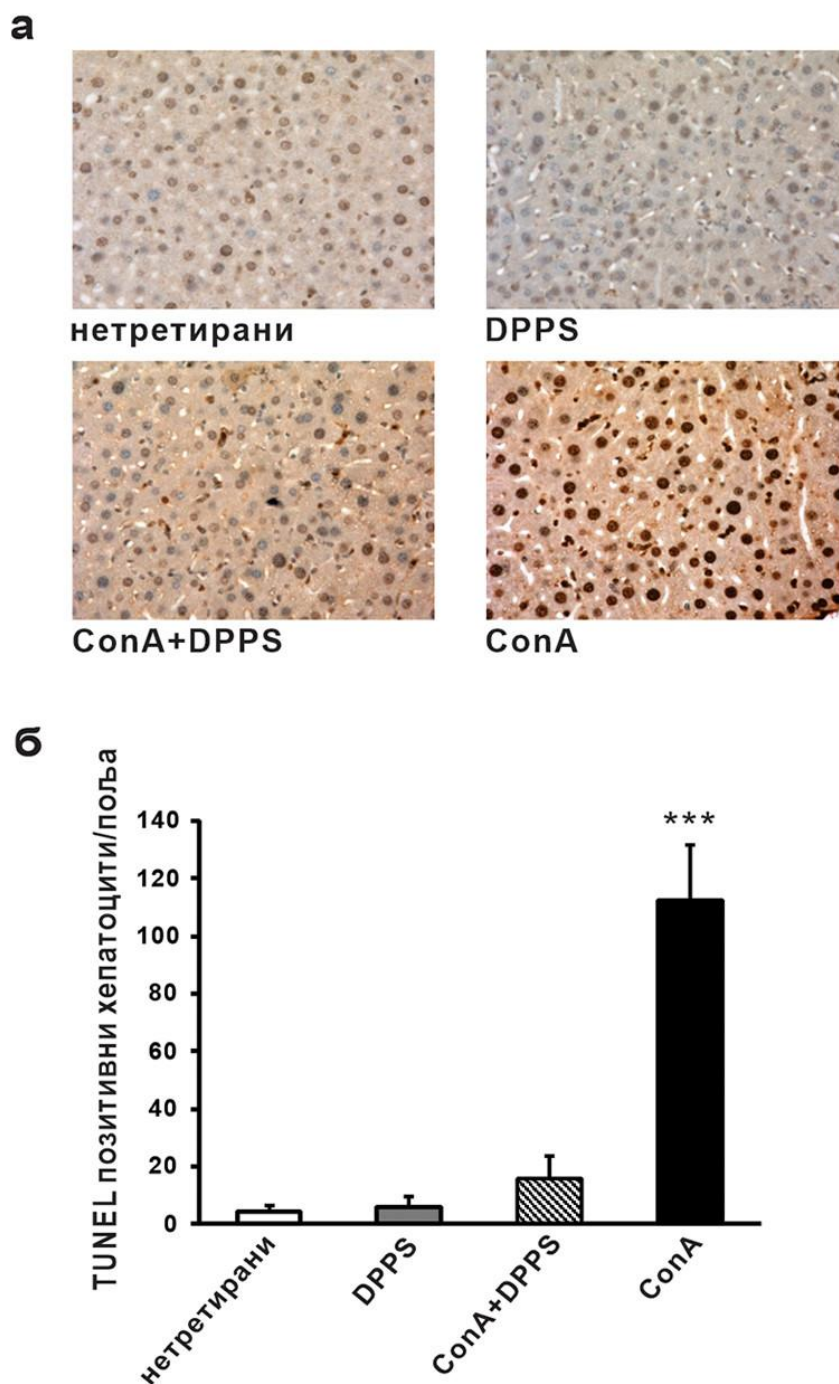 а
нетретирани
DPPS
ConA+DPPS
ConA
б
TUNEL позитивни хепатоцити/поља
140
120
100
80
60
40
20
0
***
нетретирани
DPPS
ConA+DPPS
ConA